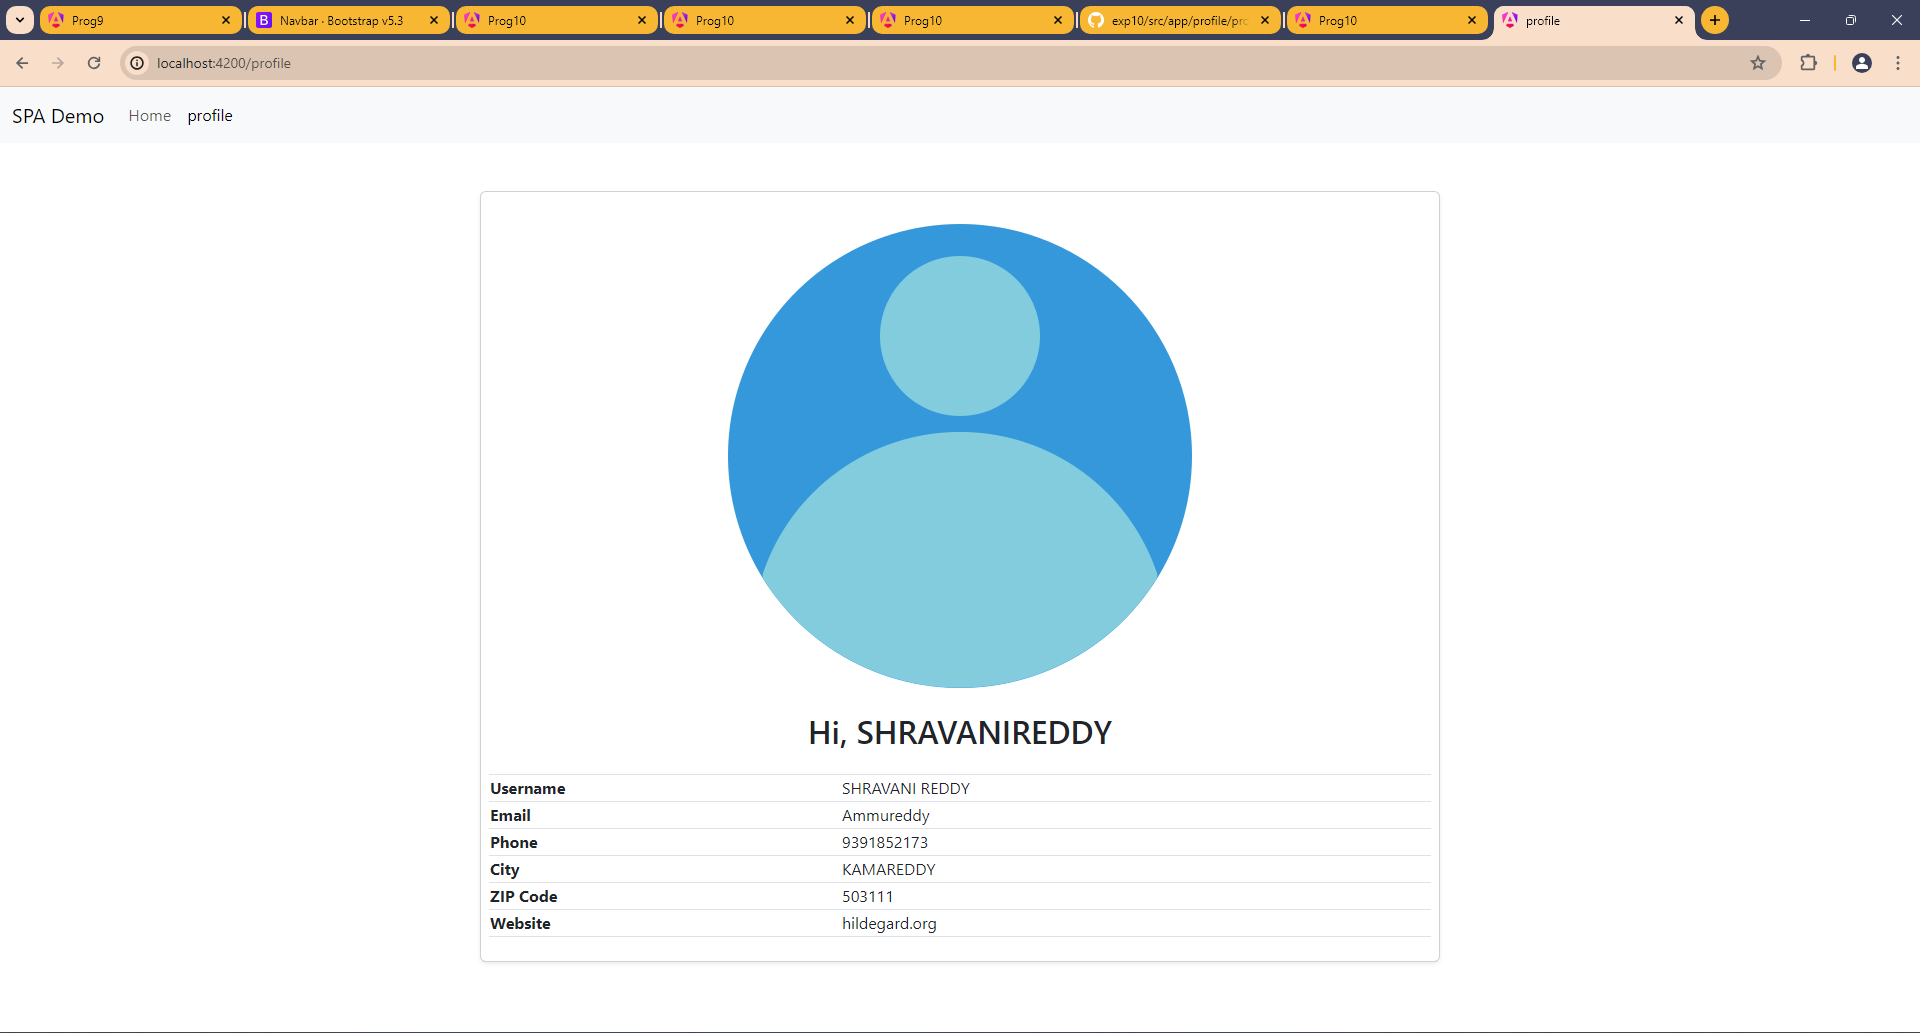 Prog9
Navbar · Bootstrap v5.3
Prog10
Prog10
Prog10
exp10/src/app/profile/pro
Prog10
profile
localhost:4200/profile
SPA Demo Home profile
Hi, SHRAVANIREDDY
Username SHRAVANI REDDY
Email Ammureddy
Phone 9391852173
City KAMAREDDY
ZIP Code 503111
Website hildegard.org